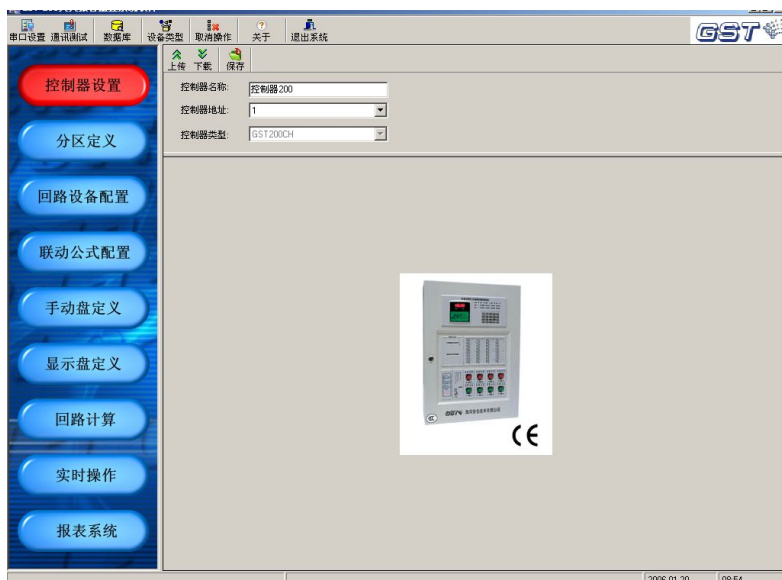 串口设置 通讯测试 数据库 设备类型 取消操作 关于 退出系统
GST
上传 下载 保存
控制器设置
控制器名称: 控制器200
控制器地址: 1
控制器类型: GST200CH
分区定义
回路设备配置
联动公式配置
手动盘定义
显示盘定义
回路计算
实时操作
报表系统
CE